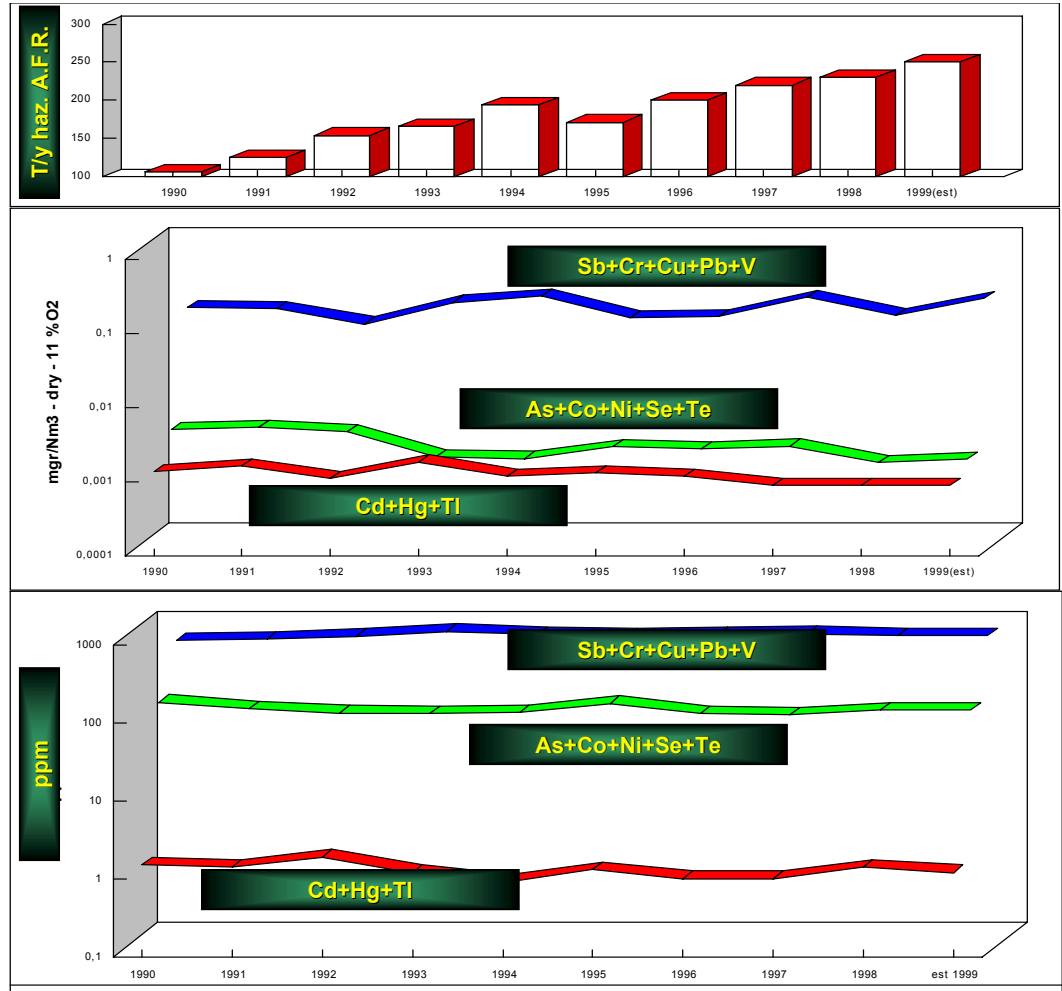 T/y haz. A.F.R.
300
250
200
150
100
1990 1991 1992 1993 1994 1995 1996 1997 1998 1999(est)
mgr/Nm3 - dry - 11 %O2
1
0,1
0,01
0,001
0,0001
Sb+Cr+Cu+Pb+V
As+Co+Ni+Se+Te
Cd+Hg+Tl
1990 1991 1992 1993 1994 1995 1996 1997 1998 1999(est)
ppm
1000
100
10
1
0,1
Sb+Cr+Cu+Pb+V
As+Co+Ni+Se+Te
Cd+Hg+Tl
1990 1991 1992 1993 1994 1995 1996 1997 1998 est 1999